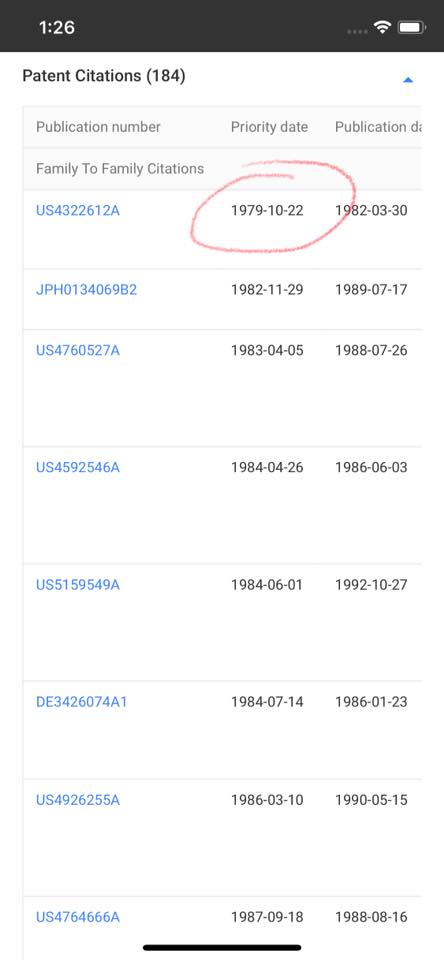 1:26
Patent Citations (184)
Publication number Priority date Publication da
Family To Family Citations
US4322612A 1979-10-22 1982-03-30
JPH0134069B2 1982-11-29 1989-07-17
US4760527A 1983-04-05 1988-07-26
US4592546A 1984-04-26 1986-06-03
US5159549A 1984-06-01 1992-10-27
DE3426074A1 1984-07-14 1986-01-23
US4926255A 1986-03-10 1990-05-15
US4764666A 1987-09-18 1988-08-16